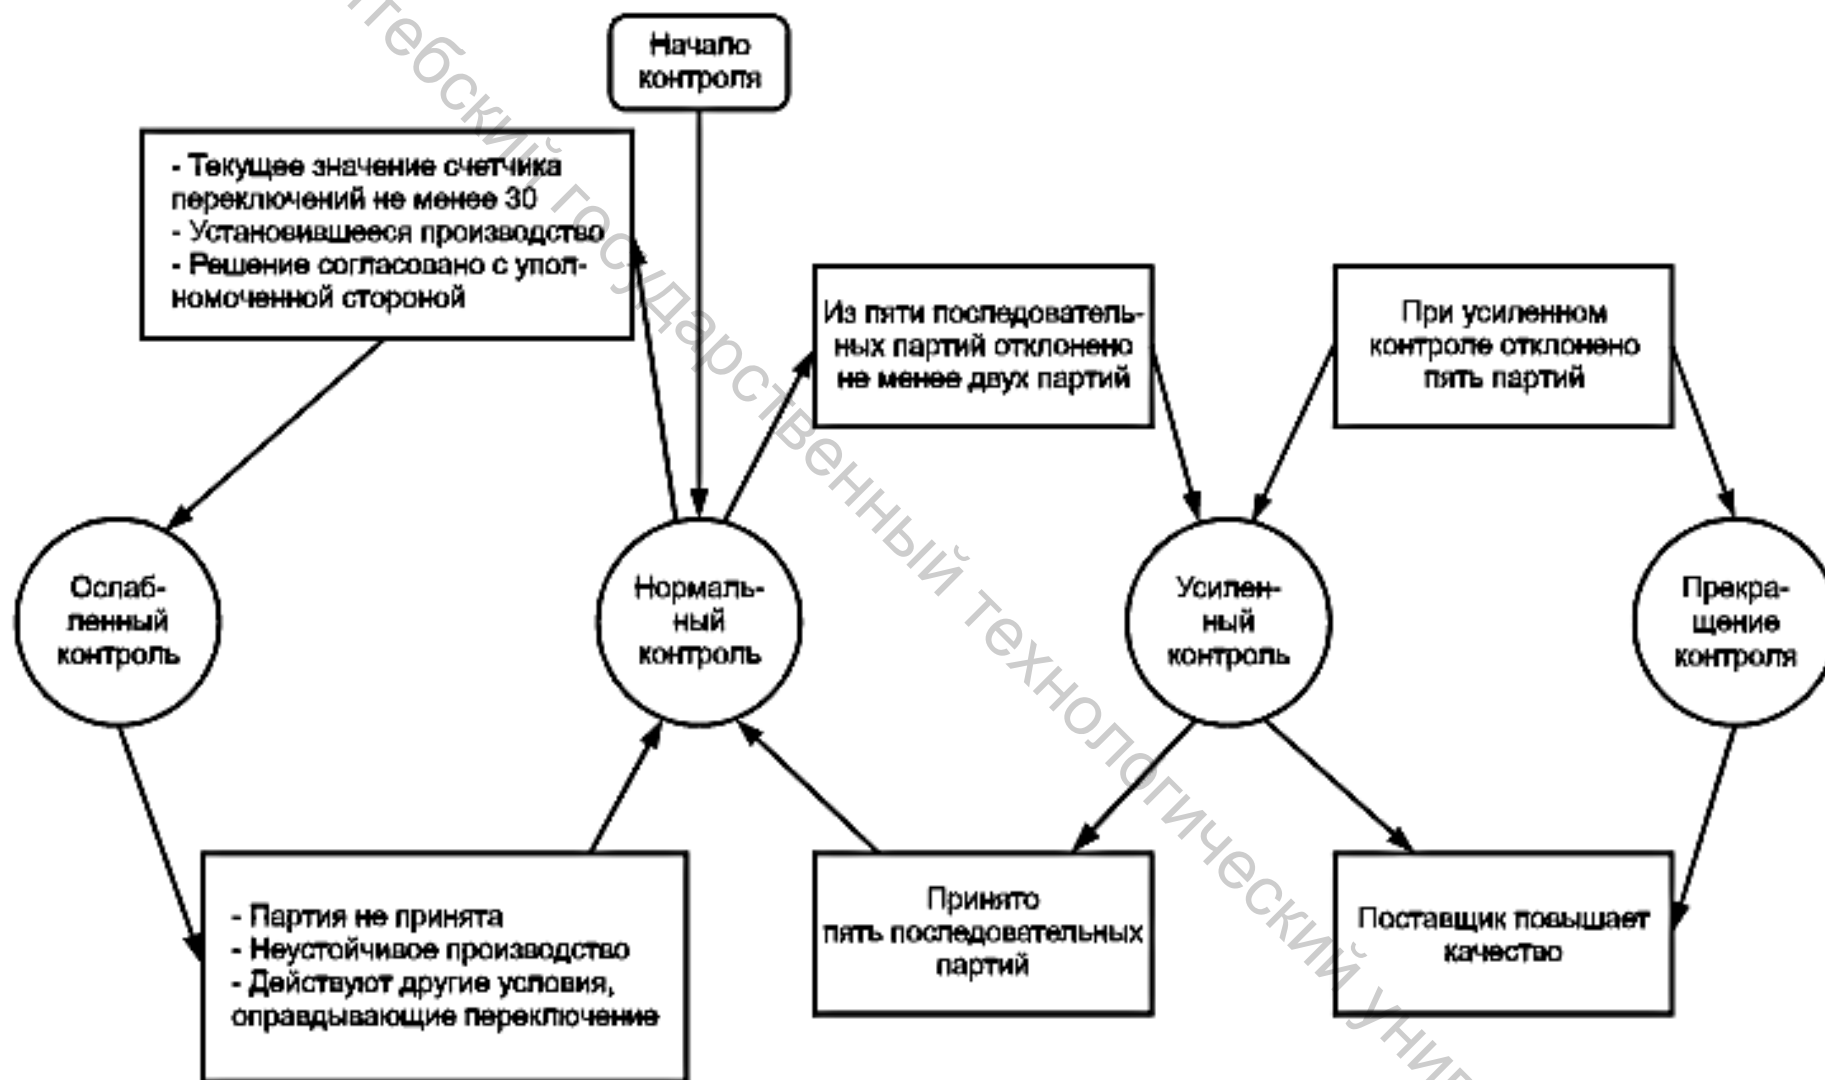 Начало
контроля
- Текущее значение счетчика
переключений не менее 30
- Установившееся производство
- Решение согласовано с упол-
номоченной стороной
Из пяти последователь-
ных партий отклонено
не менее двух партий
При усиленном
контроле отклонено
пять партий
Ослаб-
ленный
контроль
Нормаль-
ный
контроль
Усилен-
ный
контроль
Прекра-
щение
контроля
- Партия не принята
- Неустойчивое производство
- Действуют другие условия,
оправдывающие переключение
Принято
пять последовательных
партий
Поставщик повышает
качество
государственный технологический